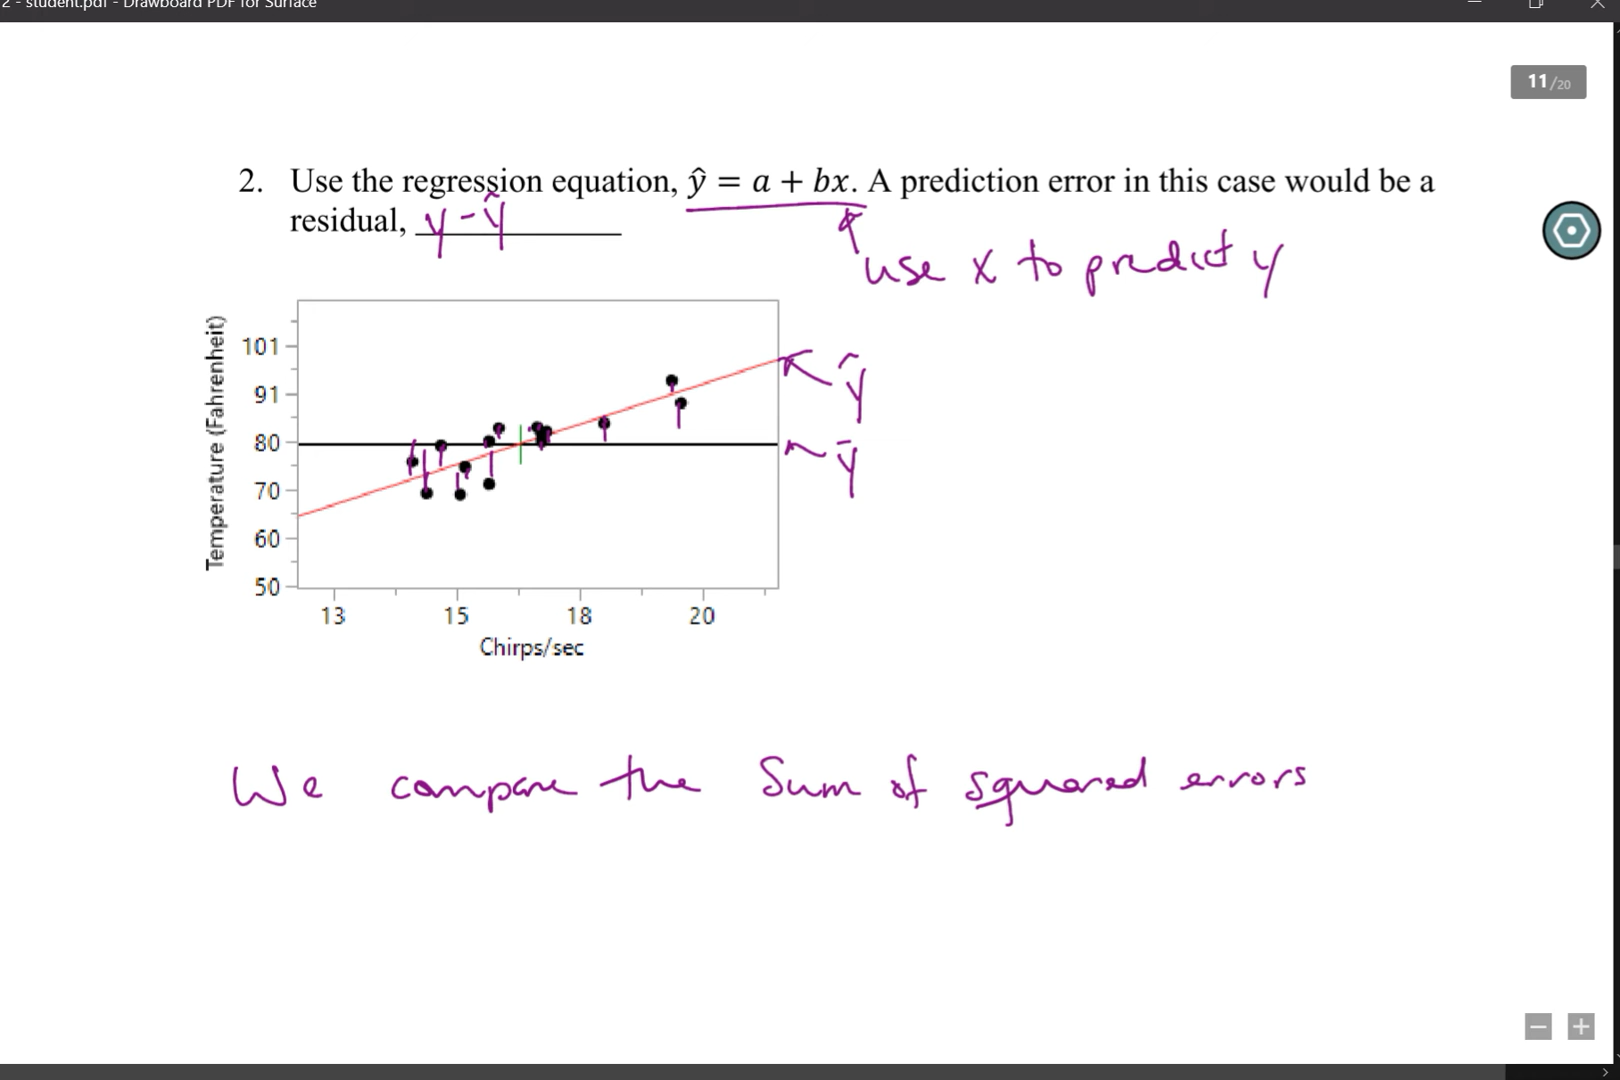 2 - student.pdf - Drawboard PDF for Surface
11/20
2. Use the regression equation, ŷ = a + bx. A prediction error in this case would be a
residual, y - ŷ
use x to predict y
Temperature (Fahrenheit)
101
91
80
70
60
50
ŷ
ȳ
13 15 18 20
Chirps/sec
We compare the Sum of squared errors